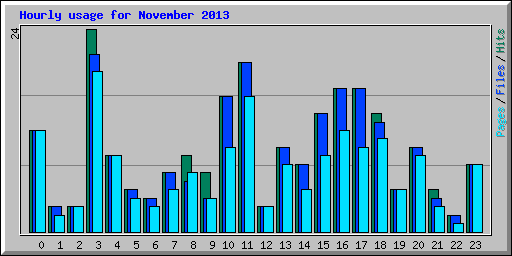 Hourly usage for November 2013
24
Pages/Files/Hits
0 1 2 3 4 5 6 7 8 9 10 11 12 13 14 15 16 17 18 19 20 21 22 23